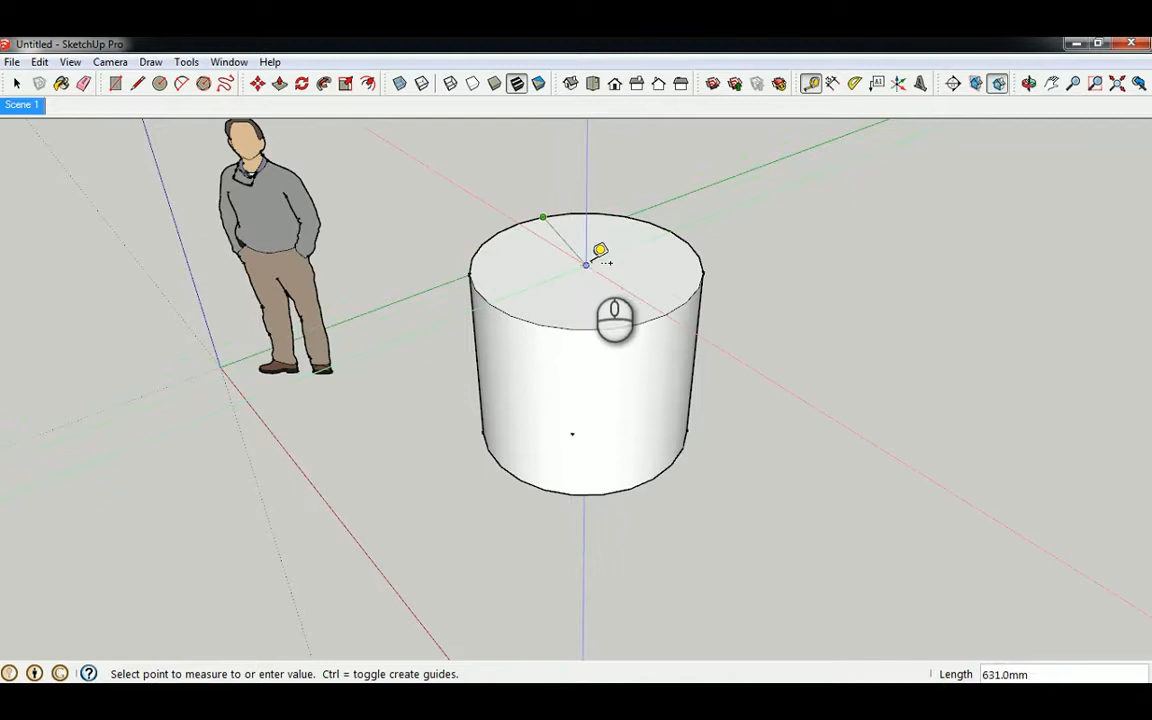 Untitled - SketchUp Pro
File Edit View Camera Draw Tools Window Help
Scene 1
Select point to measure to or enter value. Ctrl = toggle create guides.
Length 631.0mm